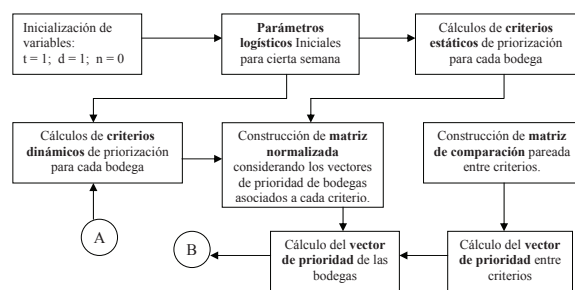 Inicialización de
variables:
t = 1; d = 1; n = 0
Parámetros
logísticos Iniciales
para cierta semana
Cálculos de criterios
estáticos de priorización
para cada bodega
Cálculos de criterios
dinámicos de priorización
para cada bodega
Construcción de matriz
normalizada
considerando los vectores
de prioridad de bodegas
asociados a cada criterio.
Construcción de matriz
de comparación pareada
entre criterios.
A
B
Cálculo del vector
de prioridad de las
bodegas
Cálculo del vector
de prioridad entre
criterios